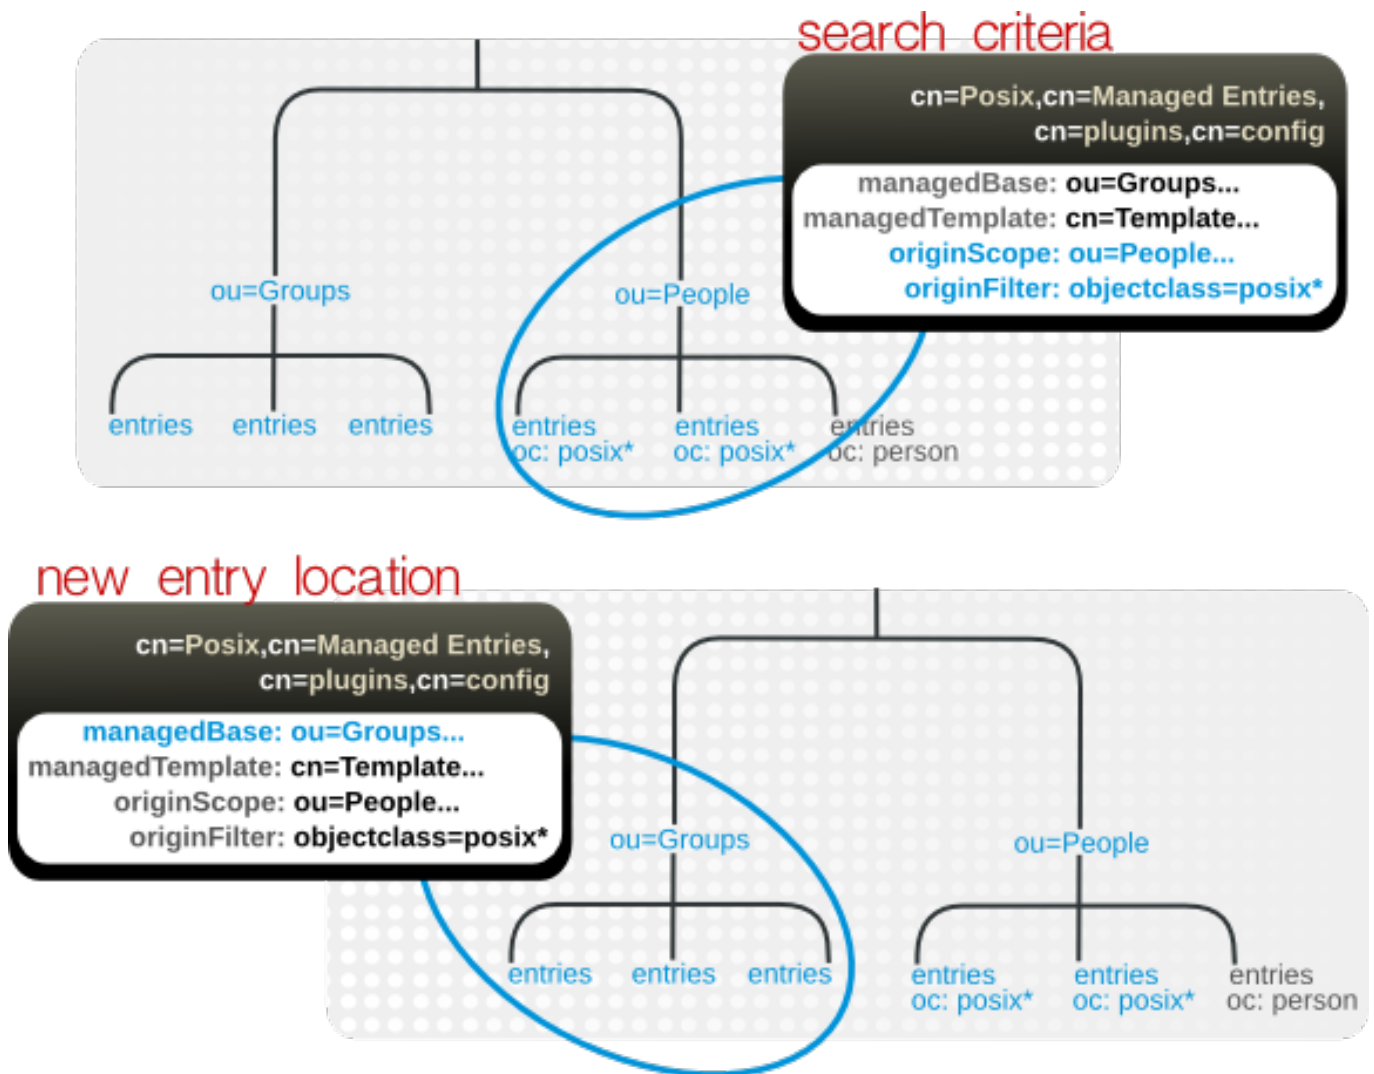 search criteria
cn=Posix,cn=Managed Entries,
cn=plugins,cn=config
managedBase: ou=Groups...
managedTemplate: cn=Template...
originScope: ou=People...
originFilter: objectclass=posix*
ou=Groups
ou=People
entries entries entries
entries entries entries
oc: posix* oc: posix* oc: person
new entry location
cn=Posix,cn=Managed Entries,
cn=plugins,cn=config
managedBase: ou=Groups...
managedTemplate: cn=Template...
originScope: ou=People...
originFilter: objectclass=posix*
ou=Groups
ou=People
entries entries entries
entries entries entries
oc: posix* oc: posix* oc: person